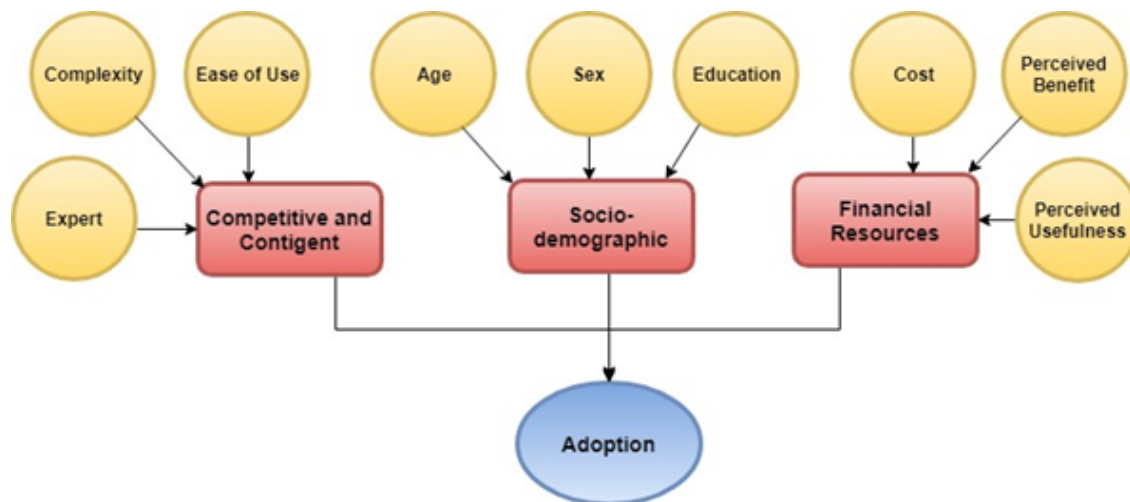 Complexity
Ease of Use
Age
Sex
Education
Cost
Perceived
Benefit
Expert
Competitive and
Contigent
Socio-
demographic
Financial
Resources
Perceived
Usefulness
Adoption